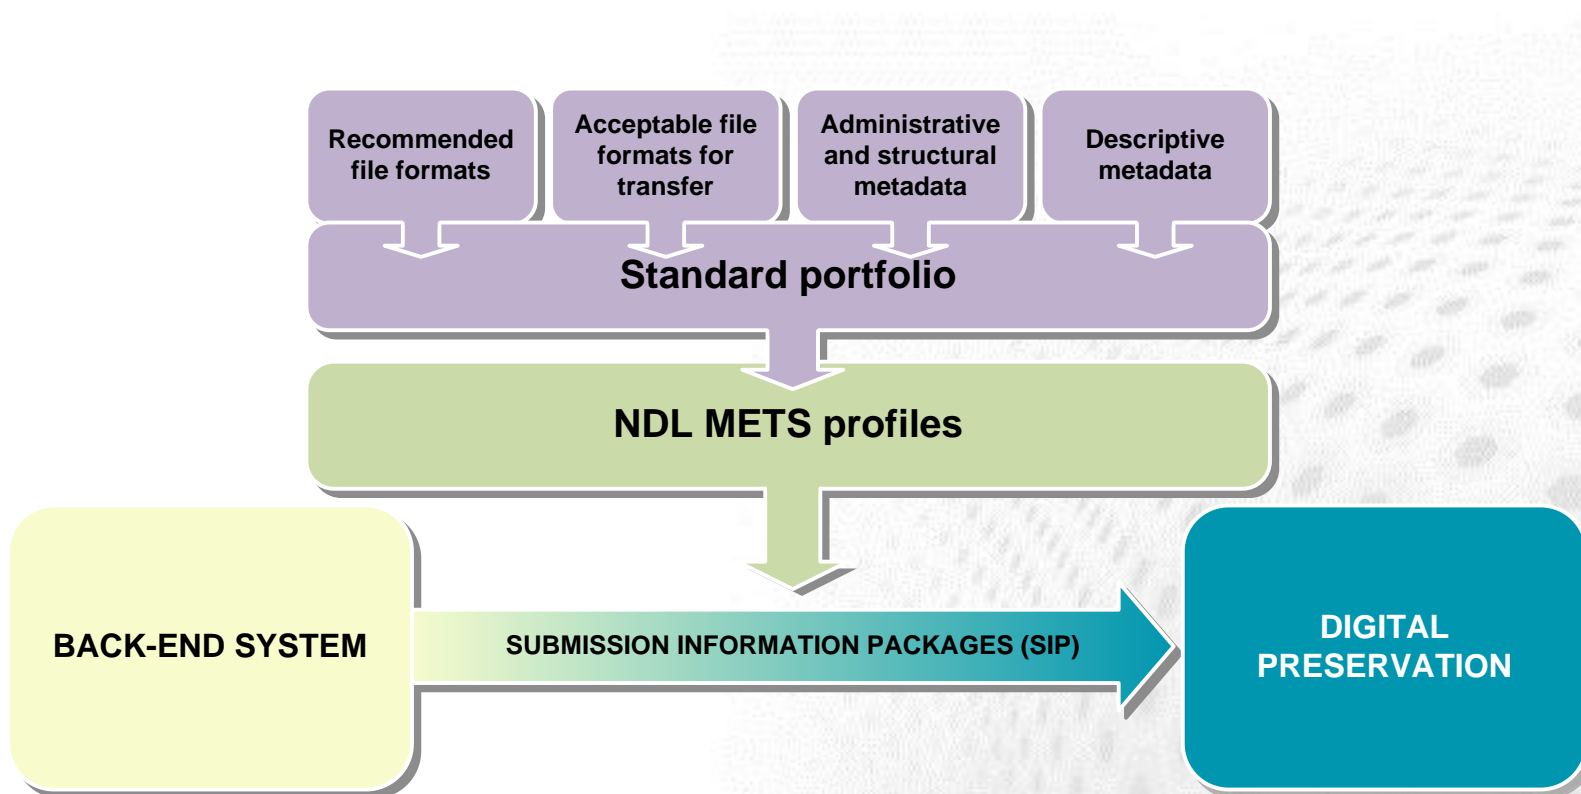 Recommended
file formats
Acceptable file
formats for
transfer
Administrative
and structural
metadata
Descriptive
metadata
Standard portfolio
NDL METS profiles
BACK-END SYSTEM
SUBMISSION INFORMATION PACKAGES (SIP)
DIGITAL
PRESERVATION